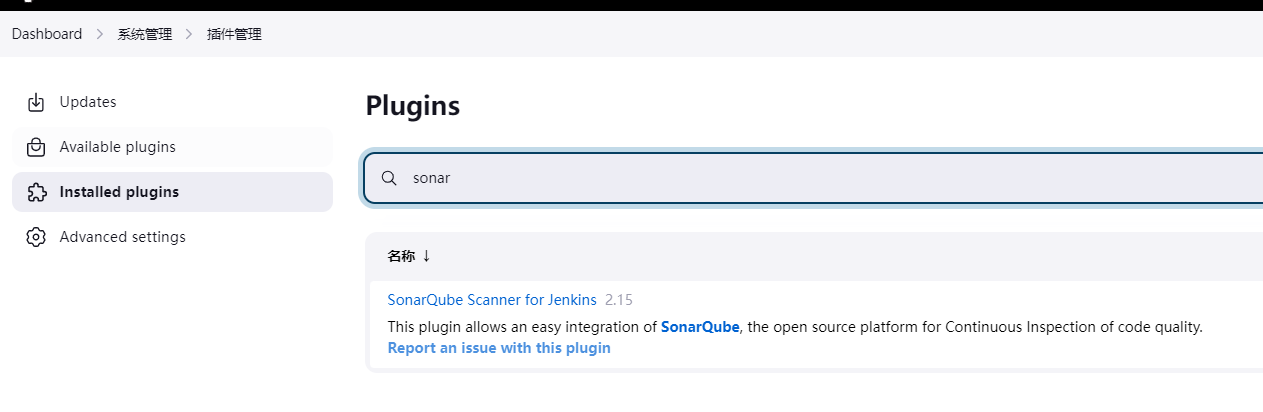 Dashboard > 系统管理 > 插件管理
Updates
Available plugins
Installed plugins
Advanced settings
Plugins
sonar
名称 ↓
SonarQube Scanner for Jenkins 2.15
This plugin allows an easy integration of SonarQube, the open source platform for Continuous Inspection of code quality.
Report an issue with this plugin